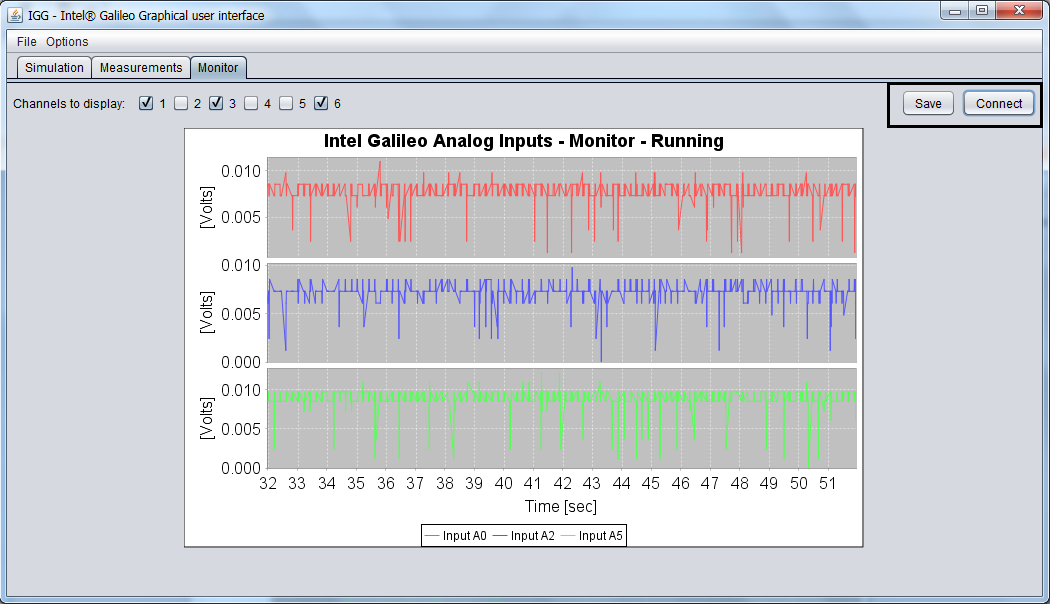 IGG - Intel® Galileo Graphical user interface
File Options
Simulation Measurements Monitor
Channels to display: 1 2 3 4 5 6 Save Connect
Intel Galileo Analog Inputs - Monitor - Running
0.010
0.005
[Volts]
0.010
0.005
0.000
[Volts]
0.010
0.005
0.000
[Volts]
32 33 34 35 36 37 38 39 40 41 42 43 44 45 46 47 48 49 50 51
Time [sec]
Input A0 Input A2 Input A5